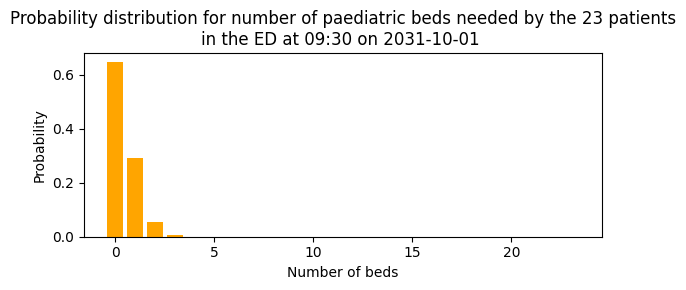 Probability distribution for number of paediatric beds needed by the 23 patients
in the ED at 09:30 on 2031-10-01
Probability
0.6
0.4
0.2
0.0
0 5 10 15 20
Number of beds